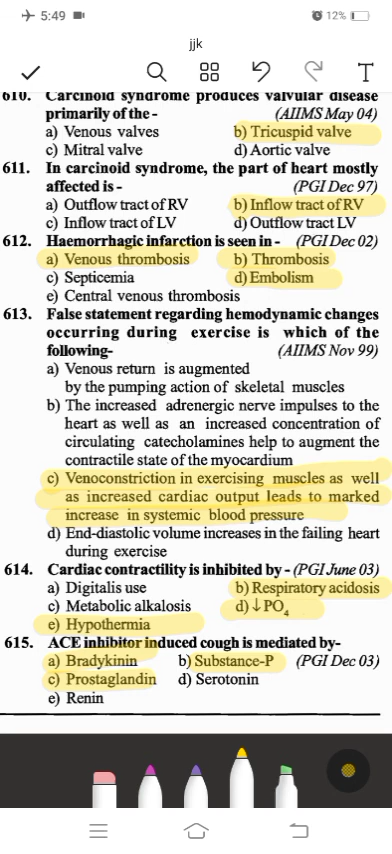 5:49
12%
jjk
T
610. Carcinoid syndrome produces valvular disease
primarily of the - (AIIMS May 04)
a) Venous valves b) Tricuspid valve
c) Mitral valve d) Aortic valve
611. In carcinoid syndrome, the part of heart mostly
affected is - (PGI Dec 97)
a) Outflow tract of RV b) Inflow tract of RV
c) Inflow tract of LV d) Outflow tract LV
612. Haemorrhagic infarction is seen in - (PGI Dec 02)
a) Venous thrombosis b) Thrombosis
c) Septicemia d) Embolism
e) Central venous thrombosis
613. False statement regarding hemodynamic changes
occurring during exercise is which of the
following- (AIIMS Nov 99)
a) Venous return is augmented
by the pumping action of skeletal muscles
b) The increased adrenergic nerve impulses to the
heart as well as an increased concentration of
circulating catecholamines help to augment the
contractile state of the myocardium
c) Venoconstriction in exercising muscles as well
as increased cardiac output leads to marked
increase in systemic blood pressure
d) End-diastolic volume increases in the failing heart
during exercise
614. Cardiac contractility is inhibited by - (PGI June 03)
a) Digitalis use b) Respiratory acidosis
c) Metabolic alkalosis d) ↓ PO₄
e) Hypothermia
615. ACE inhibitor induced cough is mediated by-
a) Bradykinin b) Substance-P (PGI Dec 03)
c) Prostaglandin d) Serotonin
e) Renin